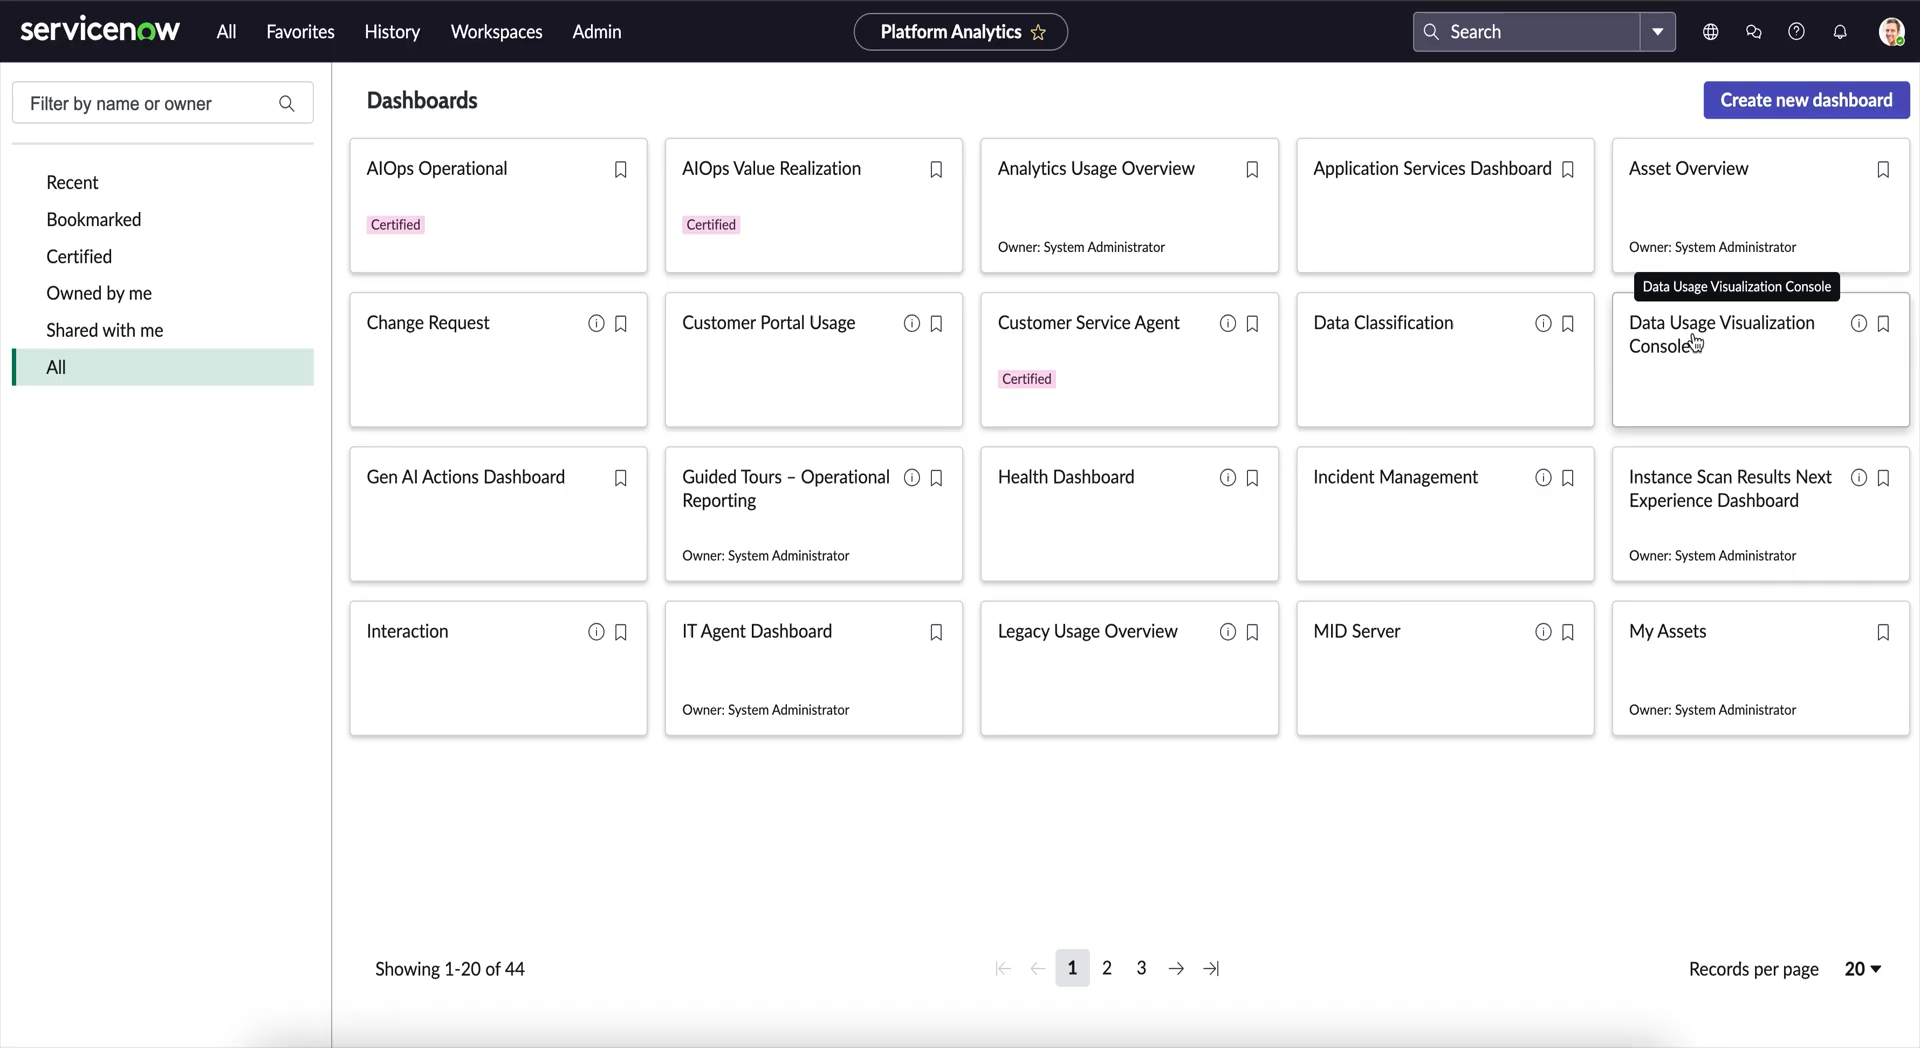 servicenow
All
Favorites
History
Workspaces
Admin
Platform Analytics
Search
Filter by name or owner
Recent
Bookmarked
Certified
Owned by me
Shared with me
All
Dashboards
Create new dashboard
AIOps Operational
Certified
AIOps Value Realization
Certified
Analytics Usage Overview
Owner: System Administrator
Application Services Dashboard
Asset Overview
Owner: System Administrator
Data Usage Visualization Console
Change Request
Customer Portal Usage
Customer Service Agent
Certified
Data Classification
Data Usage Visualization
Console
Gen AI Actions Dashboard
Guided Tours – Operational
Reporting
Owner: System Administrator
Health Dashboard
Incident Management
Instance Scan Results Next
Experience Dashboard
Owner: System Administrator
Interaction
IT Agent Dashboard
Owner: System Administrator
Legacy Usage Overview
MID Server
My Assets
Owner: System Administrator
Showing 1-20 of 44
1
2
3
Records per page
20